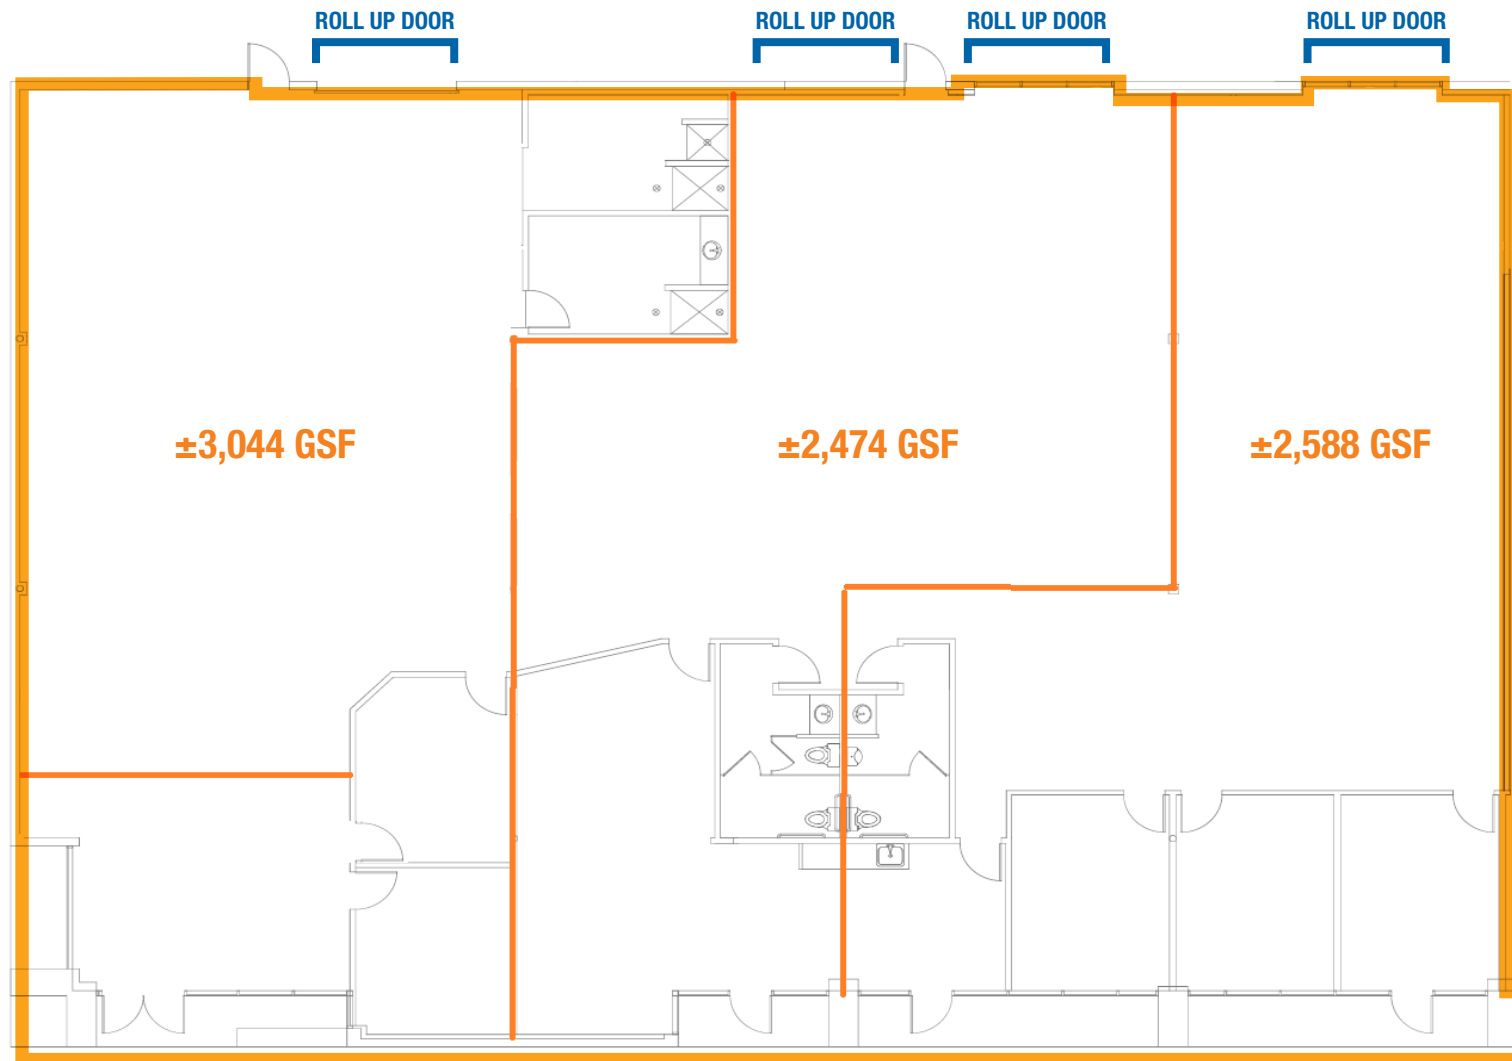 ROLL UP DOOR
ROLL UP DOOR
ROLL UP DOOR
ROLL UP DOOR
±3,044 GSF
±2,474 GSF
±2,588 GSF